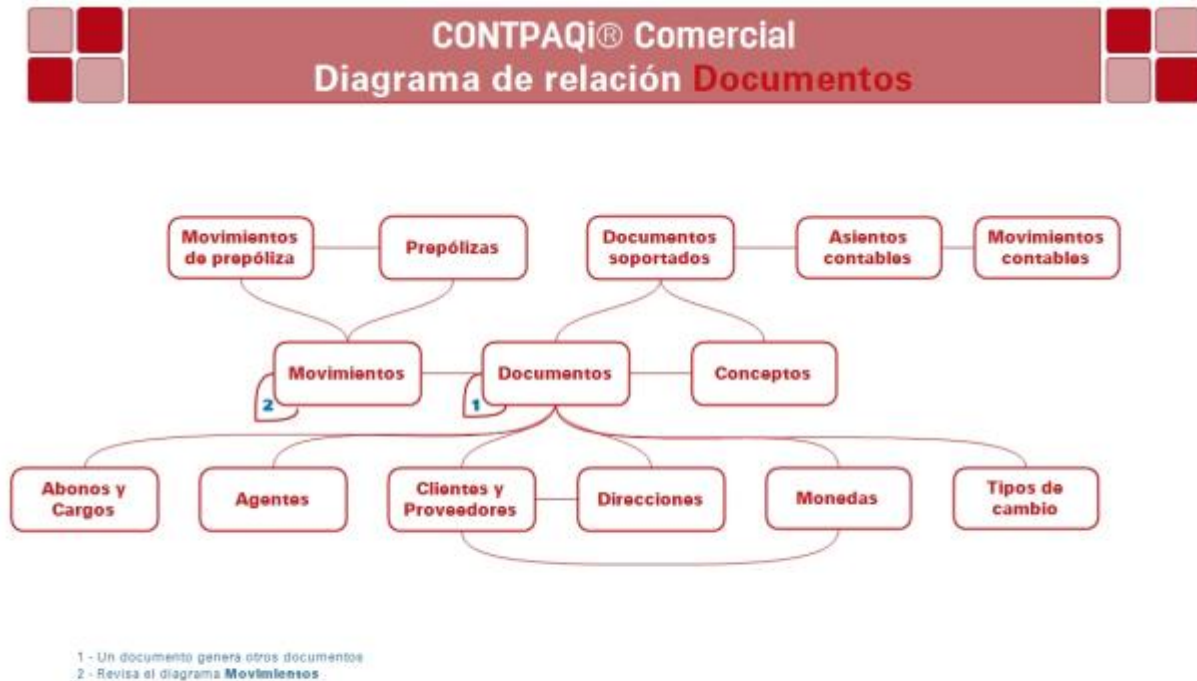 CONTPAQi® Comercial
Diagrama de relación Documentos
Movimientos
de prepóliza
Prepólizas
Documentos
soportados
Asientos
contables
Movimientos
contables
Movimientos
2
Documentos
1
Conceptos
Abonos y
Cargos
Agentes
Clientes y
Proveedores
Direcciones
Monedas
Tipos de
cambio
1 - Un documento genera otros documentos
2 - Revisa el diagrama Movimientos